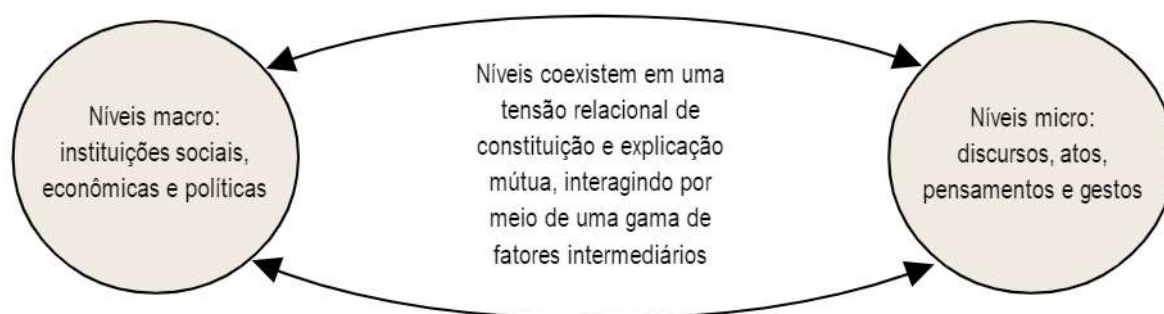 Níveis macro:
instituições sociais,
econômicas e políticas
Níveis coexistem em uma
tensão relacional de
constituição e explicação
mútua, interagindo por
meio de uma gama de
fatores intermediários
Níveis micro:
discursos, atos,
pensamentos e gestos